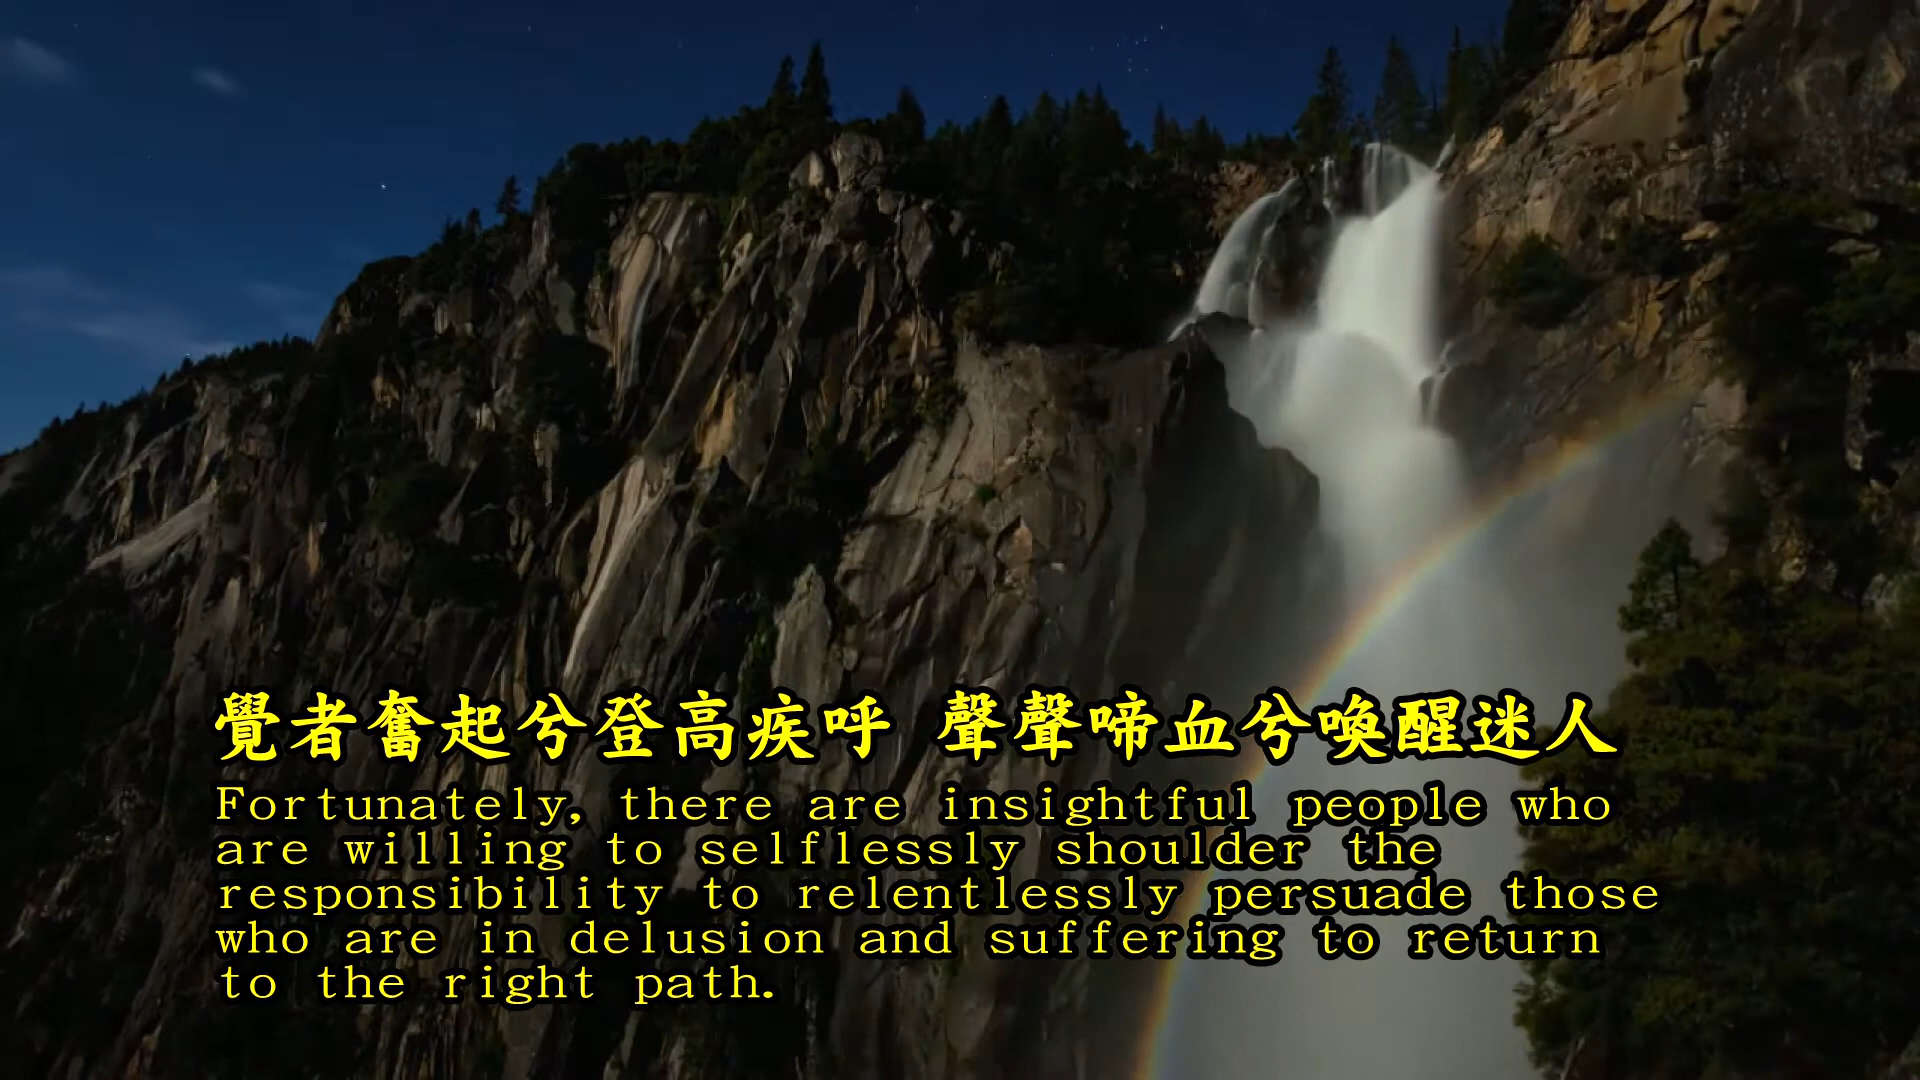 覺者奮起兮登高疾呼 聲聲啼血兮喚醒迷人
Fortunately, there are insightful people who
are willing to selflessly shoulder the
responsibility to relentlessly persuade those
who are in delusion and suffering to return
to the right path.